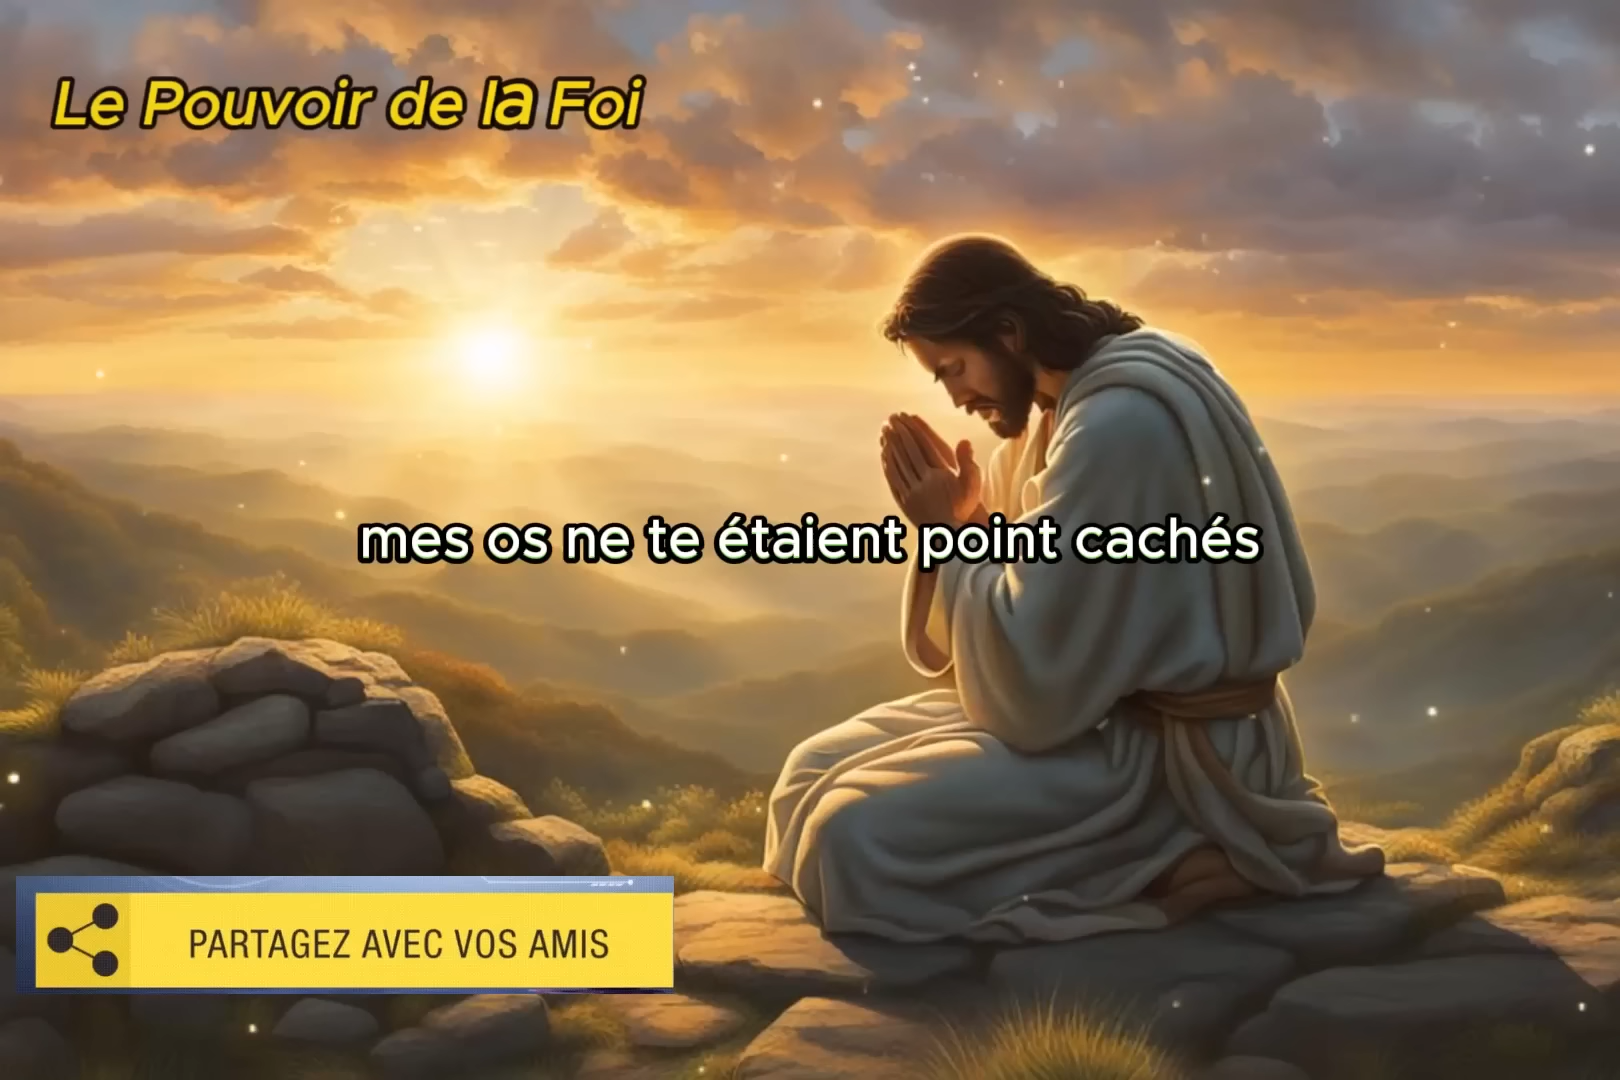 Le Pouvoir de la Foi
mes os ne te étaient point cachés
PARTAGEZ AVEC VOS AMIS